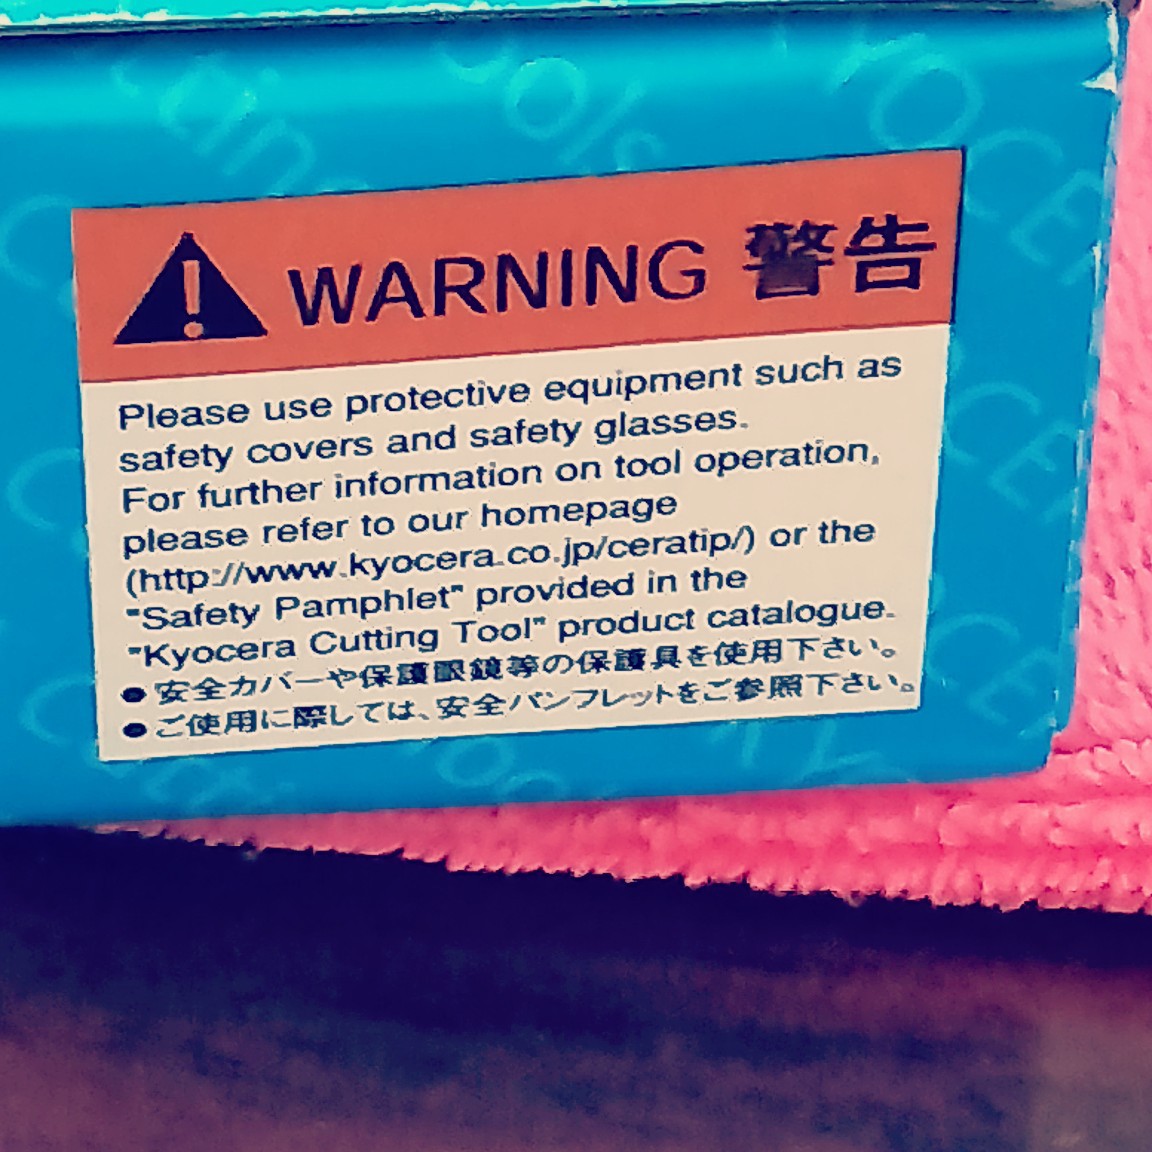 WARNING 警告
Please use protective equipment such as
safety covers and safety glasses.
For further information on tool operation,
please refer to our homepage
(http://www.kyocera.co.jp/ceratip/) or the
"Safety Pamphlet" provided in the
"Kyocera Cutting Tool" product catalogue.
● 安全カバーや保護眼鏡等の保護具を使用下さい。
● ご使用に際しては、安全パンフレットをご参照下さい。